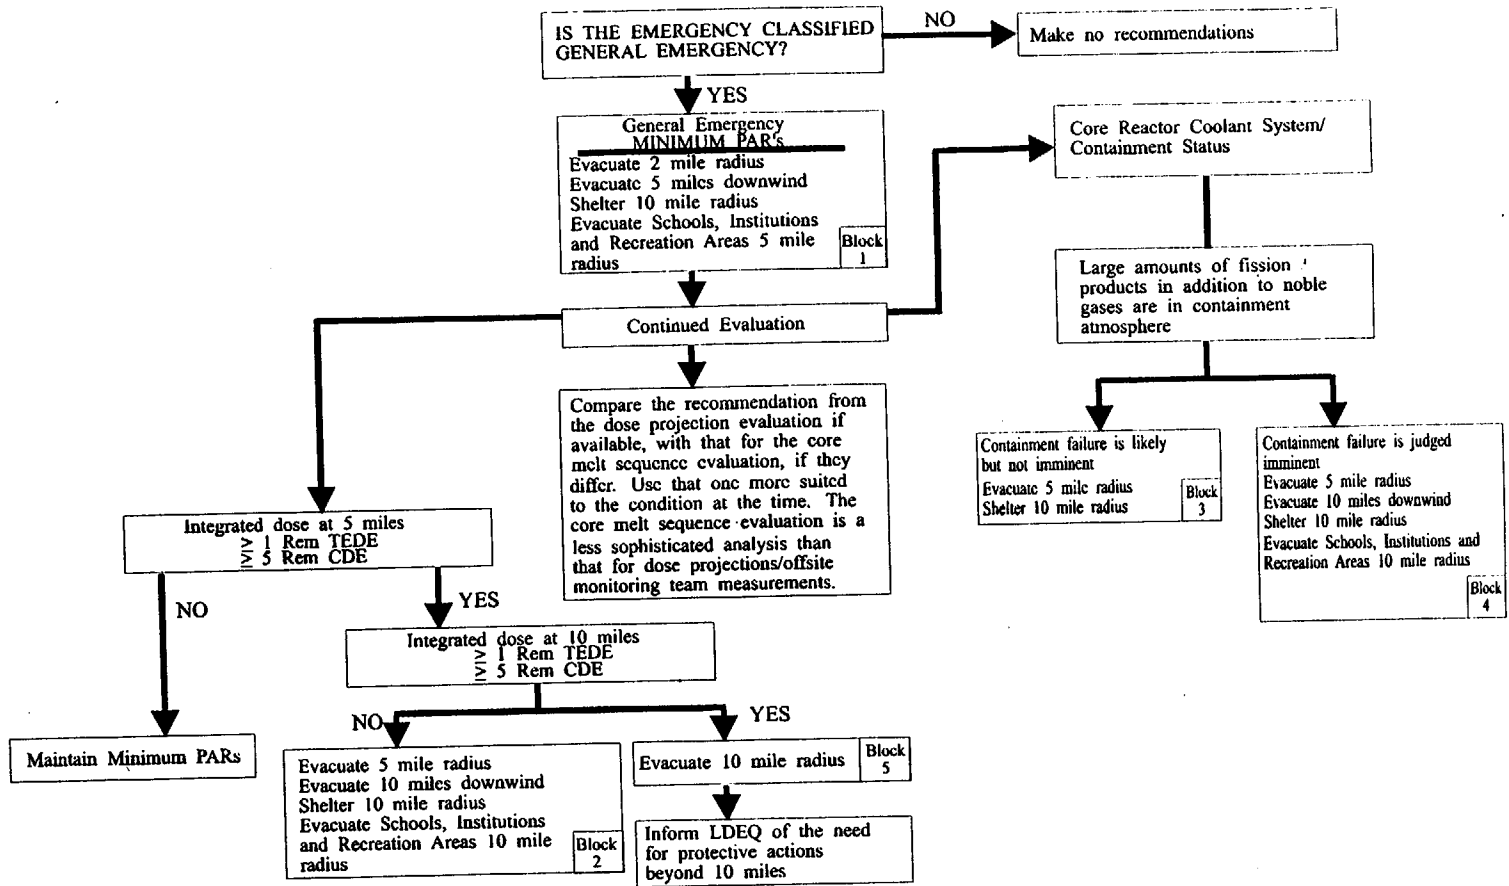 IS THE EMERGENCY CLASSIFIED
GENERAL EMERGENCY?
NO
Make no recommendations
YES
General Emergency
MINIMUM PAR's
Evacuate 2 mile radius
Evacuate 5 miles downwind
Shelter 10 mile radius
Evacuate Schools, Institutions
and Recreation Areas 5 mile
radius
Block
1
Core Reactor Coolant System/
Containment Status
Large amounts of fission
products in addition to noble
gases are in containment
atmosphere
Continued Evaluation
Compare the recommendation from
the dose projection evaluation if
available, with that for the core
melt sequence evaluation, if they
differ. Use that one more suited
to the condition at the time. The
core melt sequence evaluation is a
less sophisticated analysis than
that for dose projections/offsite
monitoring team measurements.
Containment failure is likely
but not imminent
Evacuate 5 mile radius
Shelter 10 mile radius
Block
3
Containment failure is judged
imminent
Evacuate 5 mile radius
Evacuate 10 miles downwind
Shelter 10 mile radius
Evacuate Schools, Institutions and
Recreation Areas 10 mile radius
Block
4
Integrated dose at 5 miles
≥ 1 Rem TEDE
≥ 5 Rem CDE
NO
YES
Integrated dose at 10 miles
≥ 1 Rem TEDE
≥ 5 Rem CDE
NO
YES
Maintain Minimum PARs
Evacuate 5 mile radius
Evacuate 10 miles downwind
Shelter 10 mile radius
Evacuate Schools, Institutions
and Recreation Areas 10 mile
radius
Block
2
Evacuate 10 mile radius
Block
5
Inform LDEQ of the need
for protective actions
beyond 10 miles